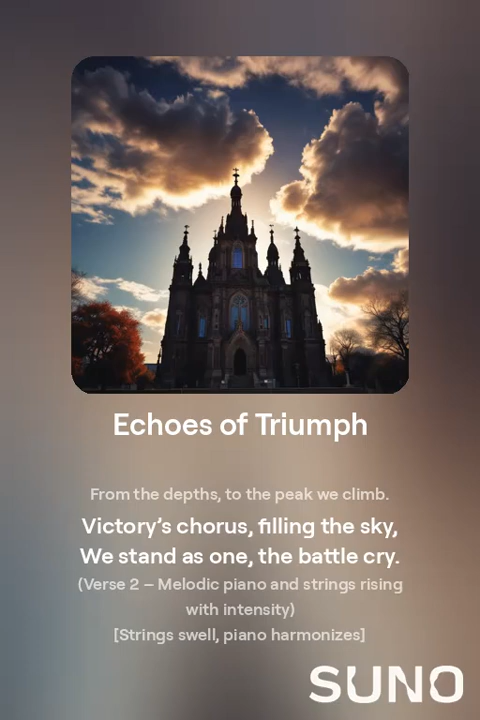 Echoes of Triumph
From the depths, to the peak we climb.
Victory's chorus, filling the sky,
We stand as one, the battle cry.
(Verse 2 – Melodic piano and strings rising
with intensity)
[Strings swell, piano harmonizes]
SUNO